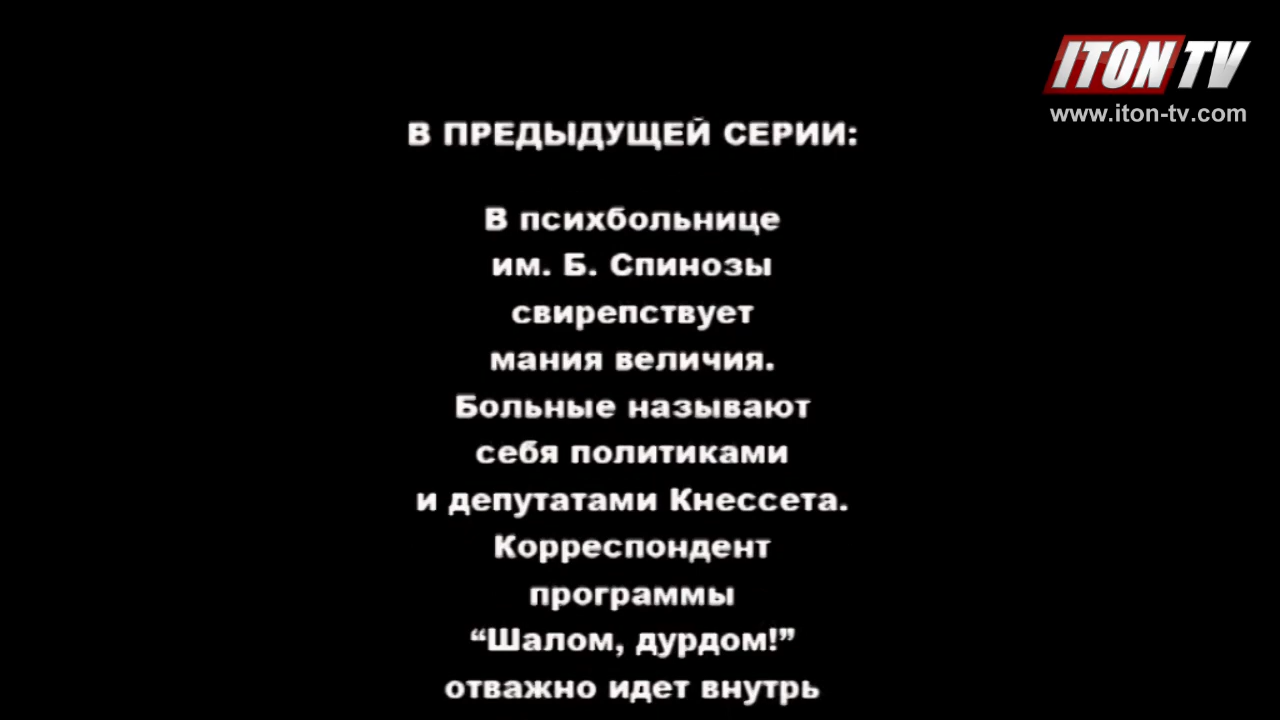 ITON TV
www.iton-tv.com
В ПРЕДЫДУЩЕЙ СЕРИИ:
В психбольнице
им. Б. Спинозы
свирепствует
мания величия.
Больные называют
себя политиками
и депутатами Кнессета.
Корреспондент
программы
“Шалом, дурдом!”
отважно идет внутрь